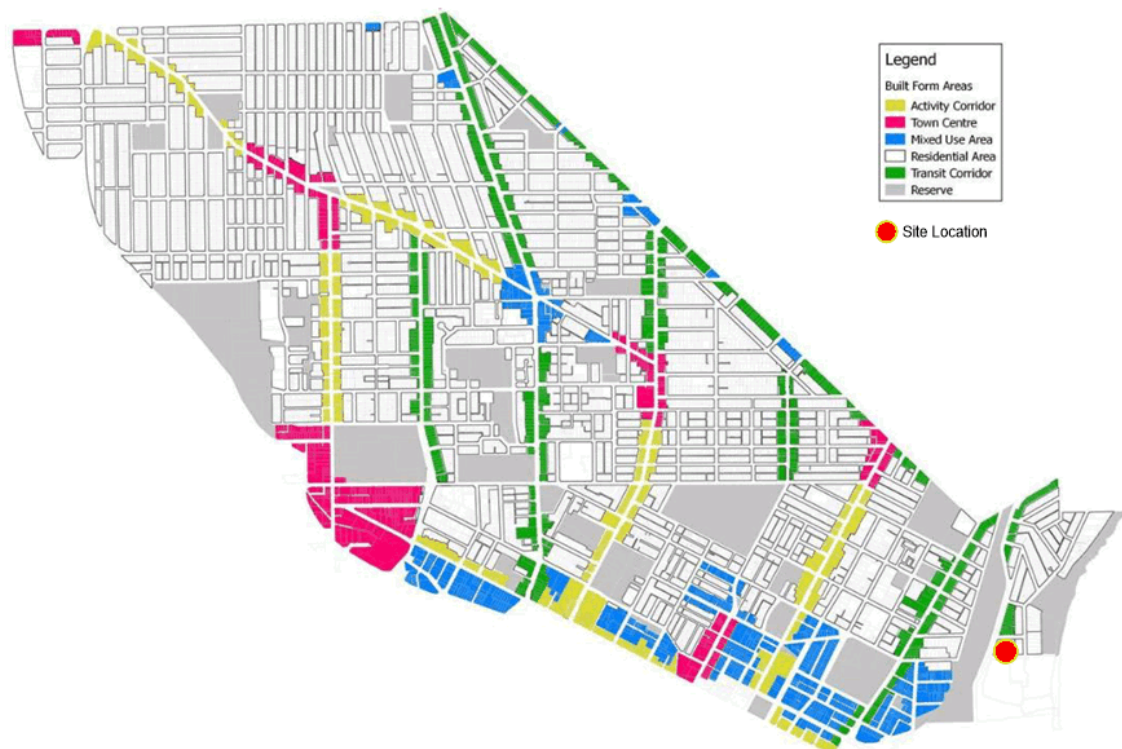 Legend
Built Form Areas
Activity Corridor
Town Centre
Mixed Use Area
Residential Area
Transit Corridor
Reserve
Site Location